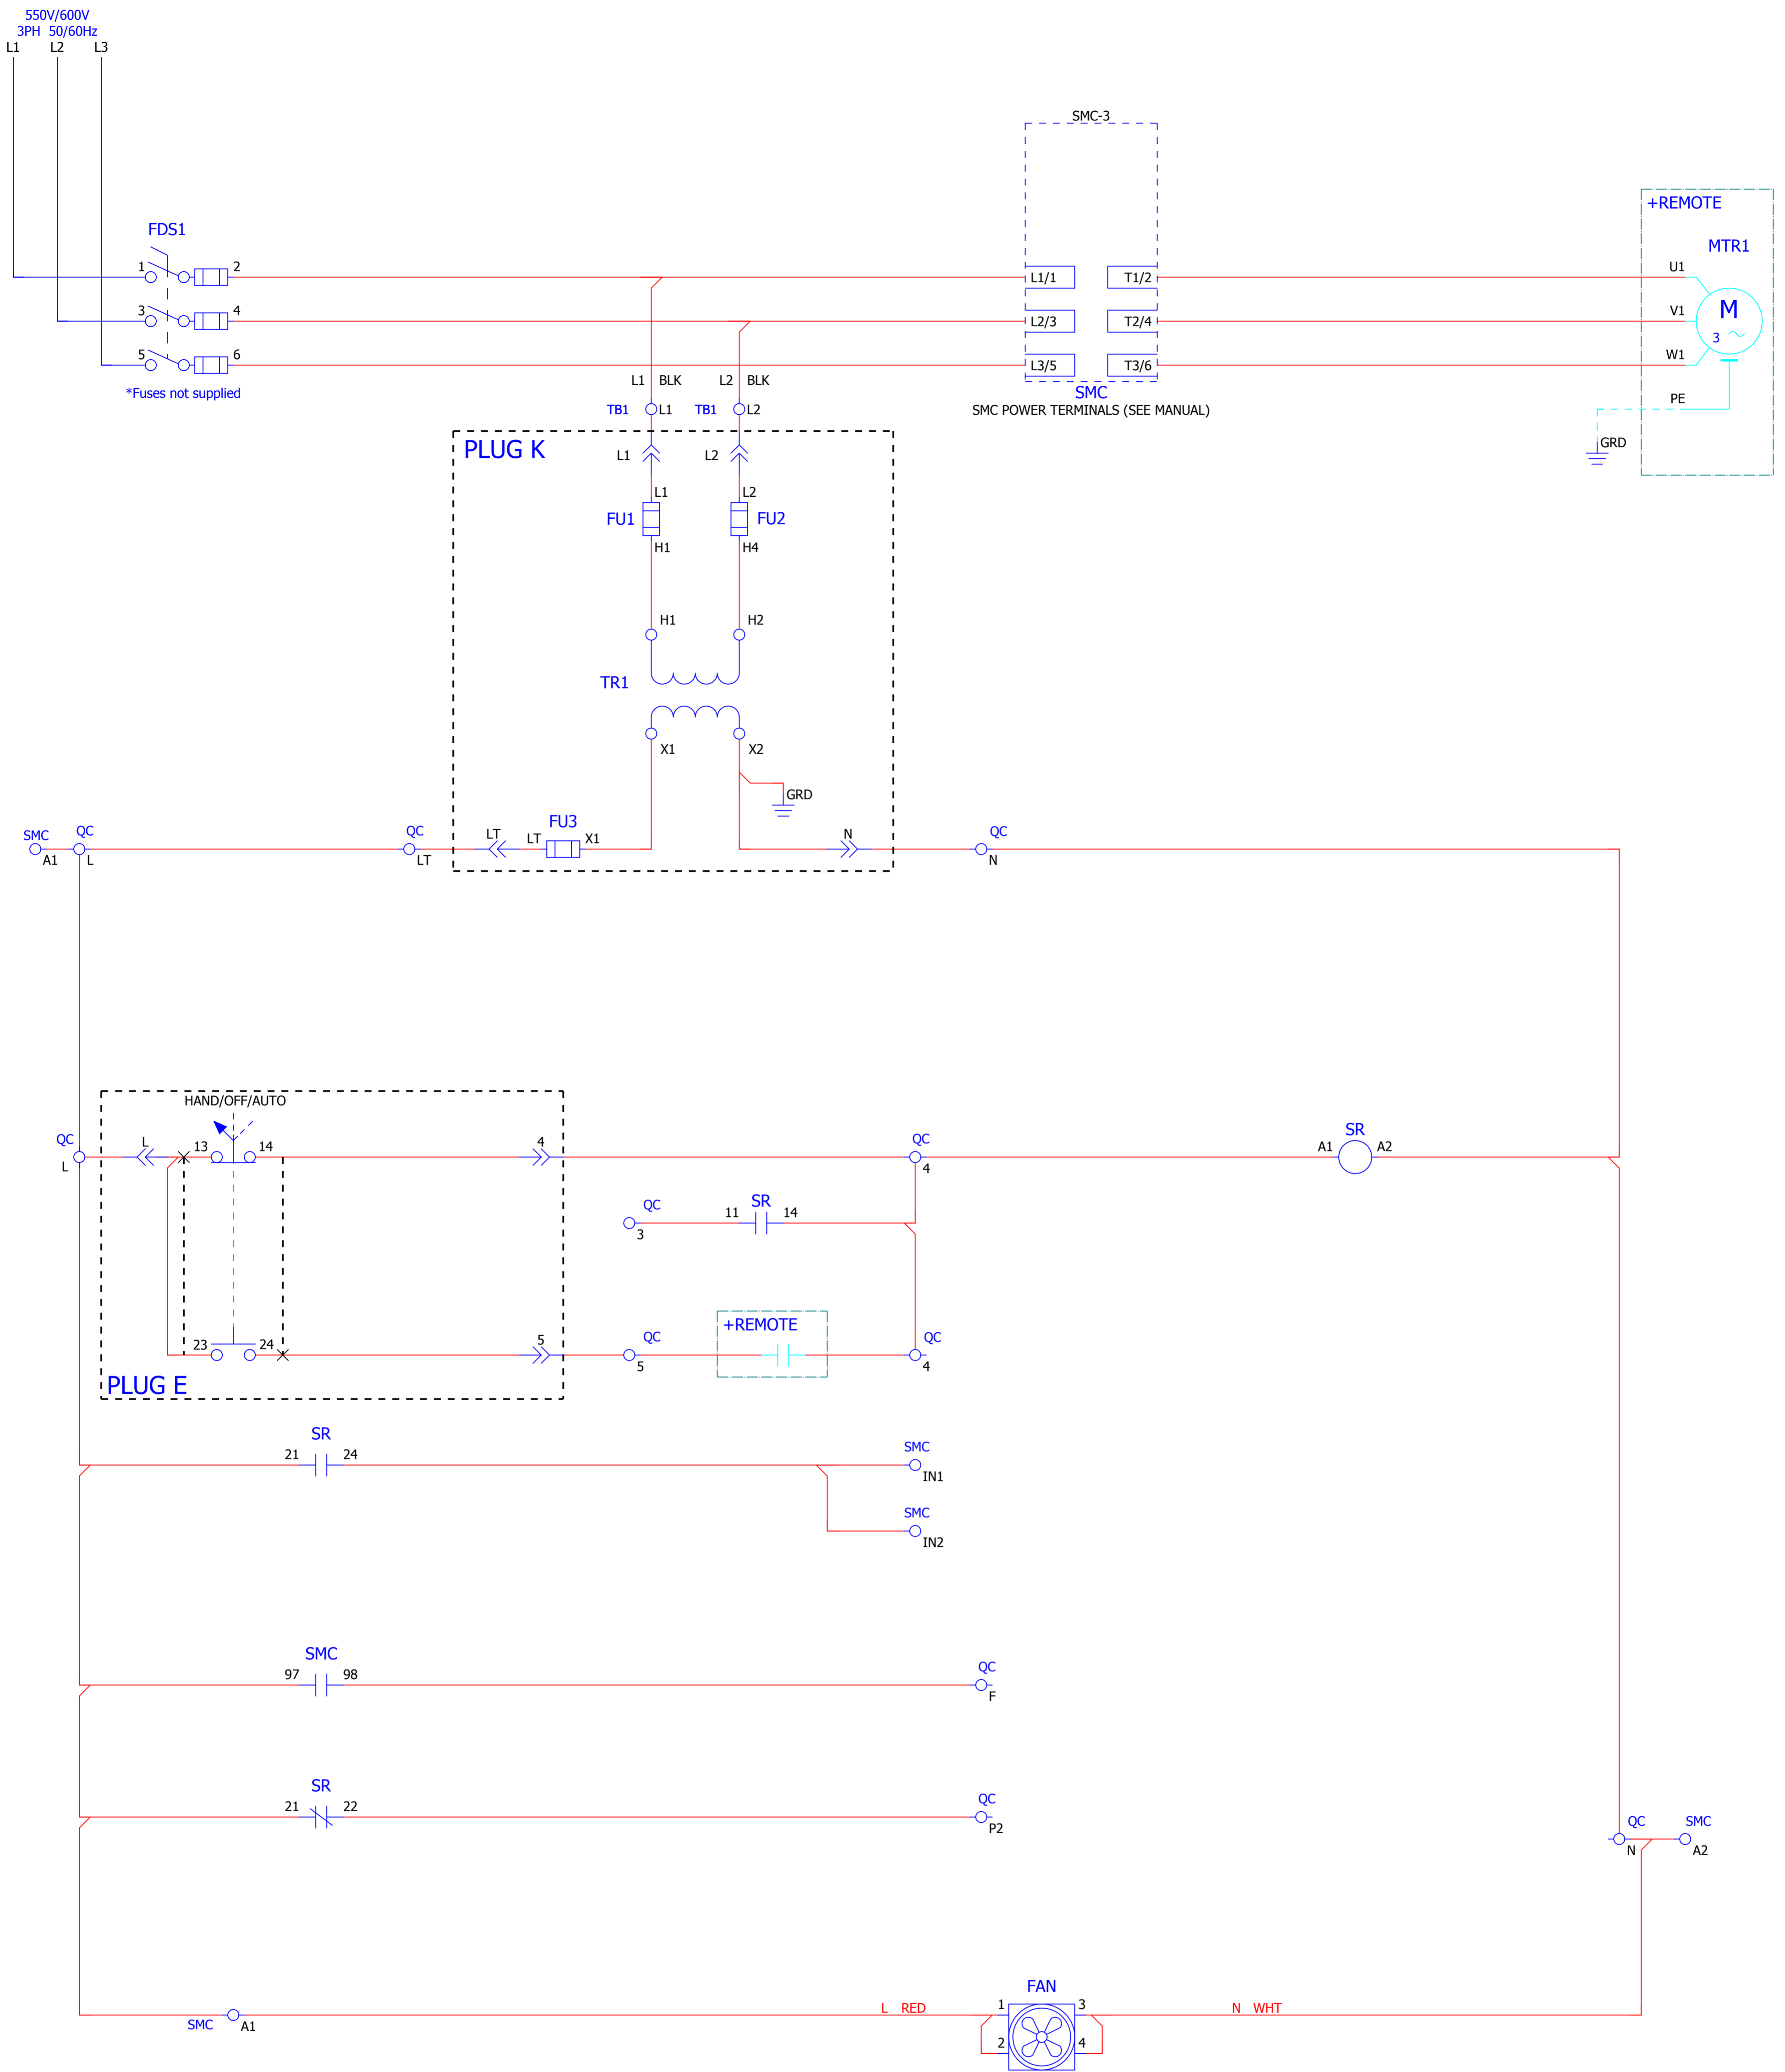 550V/600V
3PH 50/60Hz
L1 L2 L3
SMC-3
+REMOTE
MTR1
FDS1
1 2
L1/1 T1/2
U1
3 4
L2/3 T2/4
V1
M
3
5 6
L3/5 T3/6
W1
*Fuses not supplied
L1 BLK L2 BLK
SMC
SMC POWER TERMINALS (SEE MANUAL)
PE
GRD
TB1 L1 TB1 L2
PLUG K
L1 L2
L1 L2
FU1 FU2
H1 H4
H1 H2
TR1
X1 X2
GRD
SMC QC QC LT LT FU3 X1 N QC
A1 L LT N
HAND/OFF/AUTO
QC L 13 14 4 QC A1 SR A2
L 4
QC 11 SR 14
3
+REMOTE
23 24 5 QC QC
5 4
PLUG E
SR
21 24 SMC
IN1
SMC
IN2
SMC
97 98 QC
F
SR
21 22 QC
P2
QC SMC
N A2
FAN
L RED 1 3 N WHT
SMC A1
2 4